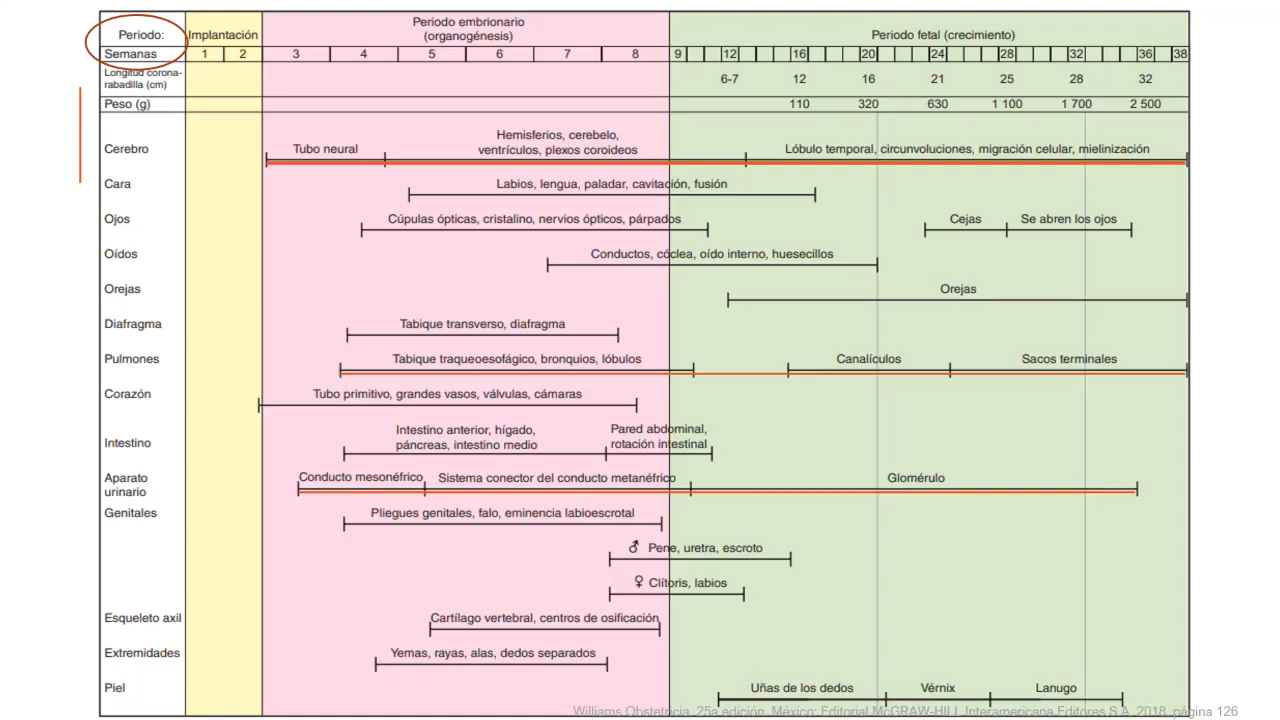 Periodo:
Implantación
Periodo embrionario
(organogénesis)
Periodo fetal (crecimiento)
Semanas 1 2 3 4 5 6 7 8 9 12 16 20 24 28 32 36 38
Longitud corona-
rabadilla (cm) 6-7 12 16 21 25 28 32
Peso (g) 110 320 630 1 100 1 700 2 500
Cerebro
Tubo neural
Hemisferios, cerebelo,
ventrículos, plexos coroideos
Lóbulo temporal, circunvoluciones, migración celular, mielinización
Cara
Labios, lengua, paladar, cavitación, fusión
Ojos
Cúpulas ópticas, cristalino, nervios ópticos, párpados
Cejas
Se abren los ojos
Oídos
Conductos, cóclea, oído interno, huesecillos
Orejas
Orejas
Diafragma
Tabique transverso, diafragma
Pulmones
Tabique traqueoesofágico, bronquios, lóbulos
Canalículos
Sacos terminales
Corazón
Tubo primitivo, grandes vasos, válvulas, cámaras
Intestino
Intestino anterior, hígado,
páncreas, intestino medio
Pared abdominal,
rotación intestinal
Aparato
urinario
Conducto mesonéfrico
Sistema conector del conducto metanéfrico
Glomérulo
Genitales
Pliegues genitales, falo, eminencia labioescrotal
♂ Pene, uretra, escroto
♀ Clítoris, labios
Esqueleto axil
Cartílago vertebral, centros de osificación
Extremidades
Yemas, rayas, alas, dedos separados
Piel
Uñas de los dedos
Vérnix
Lanugo
Williams Obstetricia, 25a edición, México: Editorial McGRAW-HILL Interamericana Editores S.A, 2018, página 126